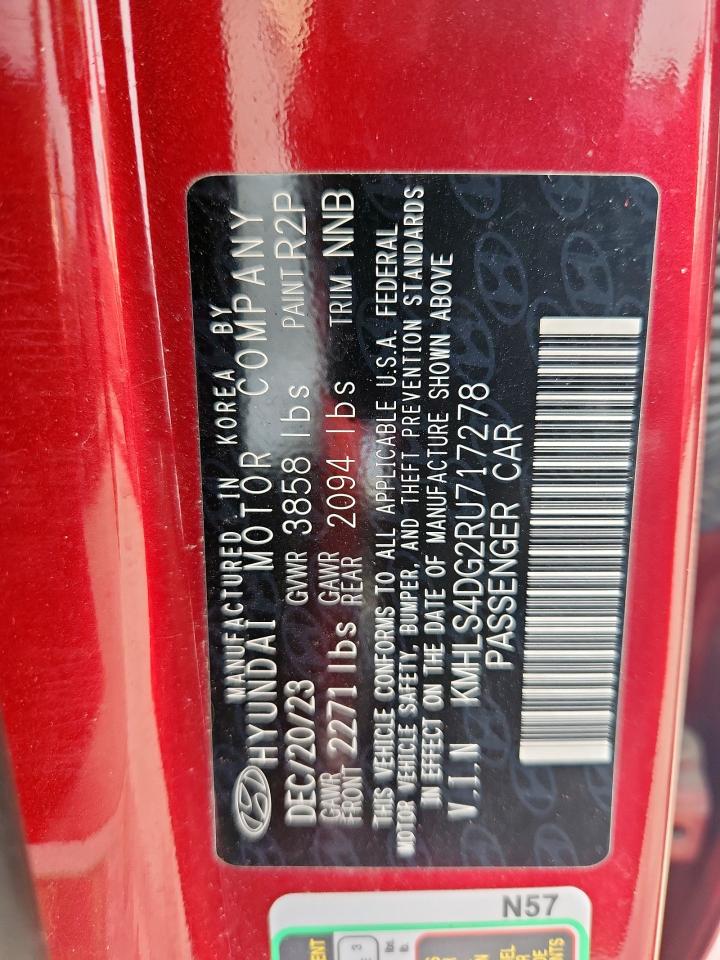 MANUFACTURED IN KOREA BY
HYUNDAI MOTOR COMPANY
DEC/20/23 GVWR 3858 lbs PAINT R2P
GAWR FRONT 2271 lbs GAWR REAR 2094 lbs TRIM NNB
THIS VEHICLE CONFORMS TO ALL APPLICABLE U.S.A. FEDERAL
MOTOR VEHICLE SAFETY, BUMPER, AND THEFT PREVENTION STANDARDS
IN EFFECT ON THE DATE OF MANUFACTURE SHOWN ABOVE
V.I.N KMHLS4DG2RU717278
PASSENGER CAR
N57